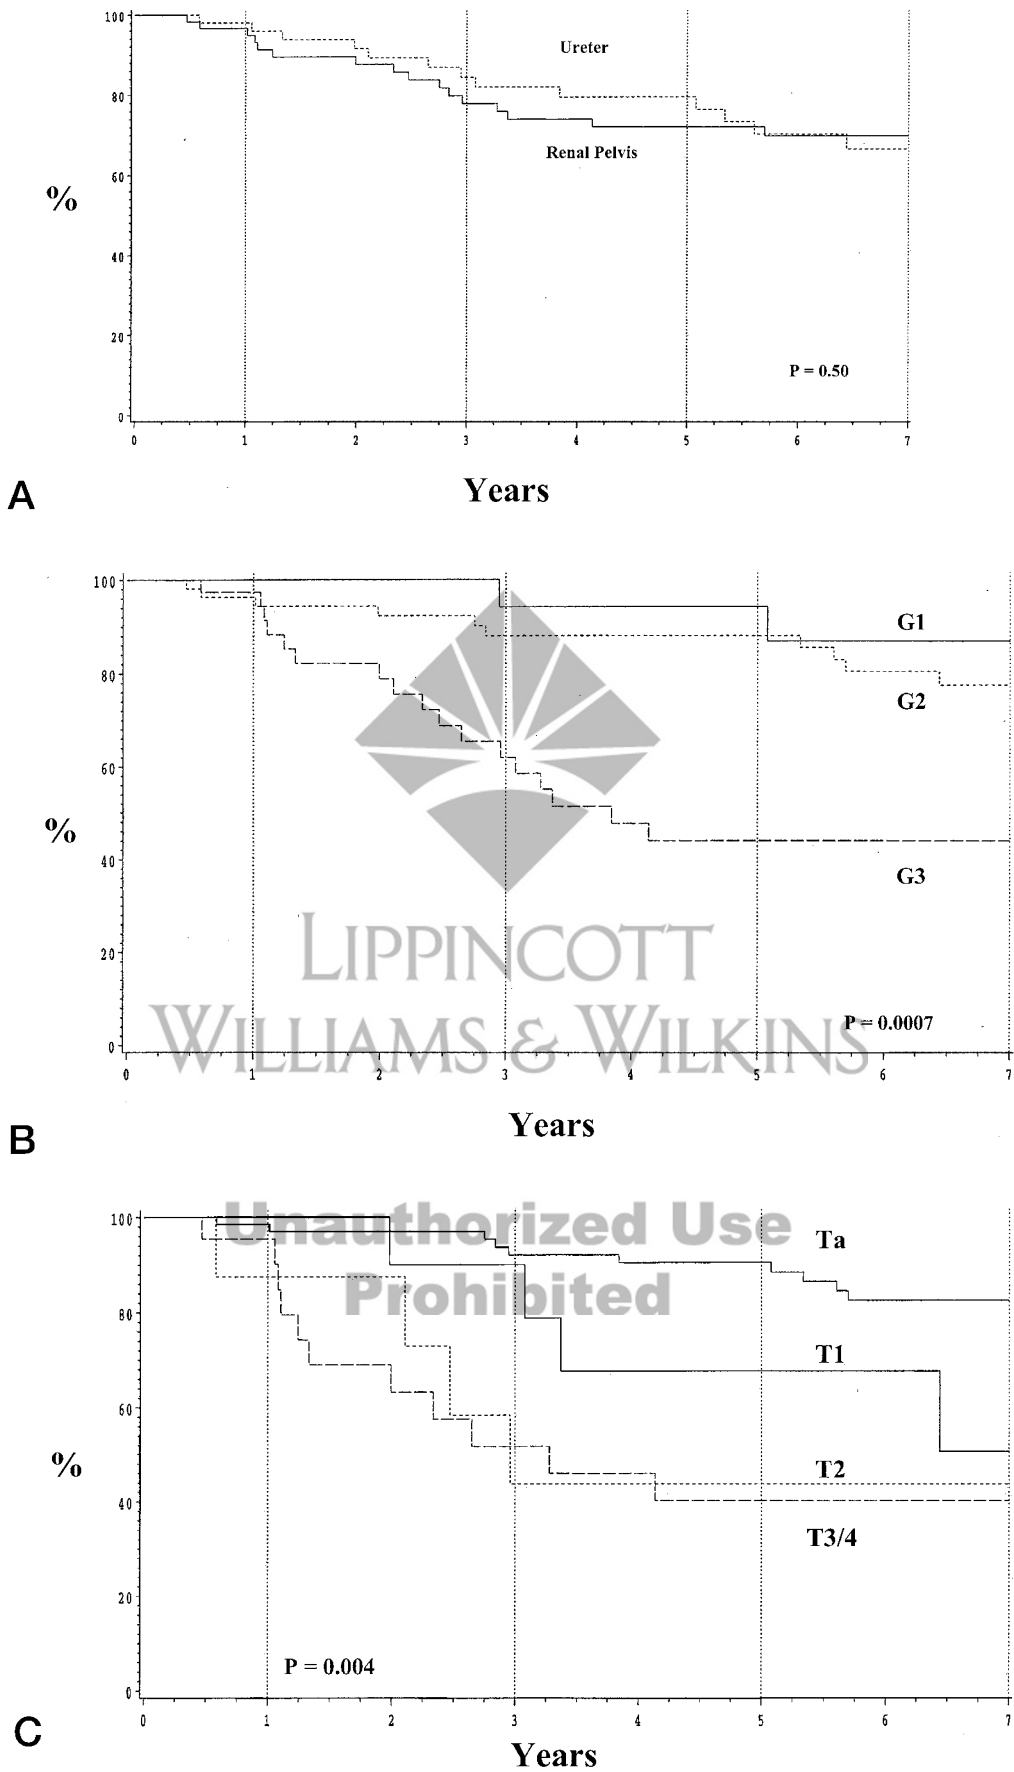 100
Ureter
80
Renal Pelvis
60
%
40
20
P = 0.50
0
0 1 2 3 4 5 6 7
Years
A
100
G1
80
G2
60
%
40
G3
LIPPINCOTT
20
WILLIAMS & WILKINS
P = 0.0007
0
0 1 2 3 4 5 6 7
Years
B
Unauthorized Use
100
Ta
Prohibited
80
T1
60
%
T2
40
T3/4
20
P = 0.004
0
0 1 2 3 4 5 6 7
C
Years